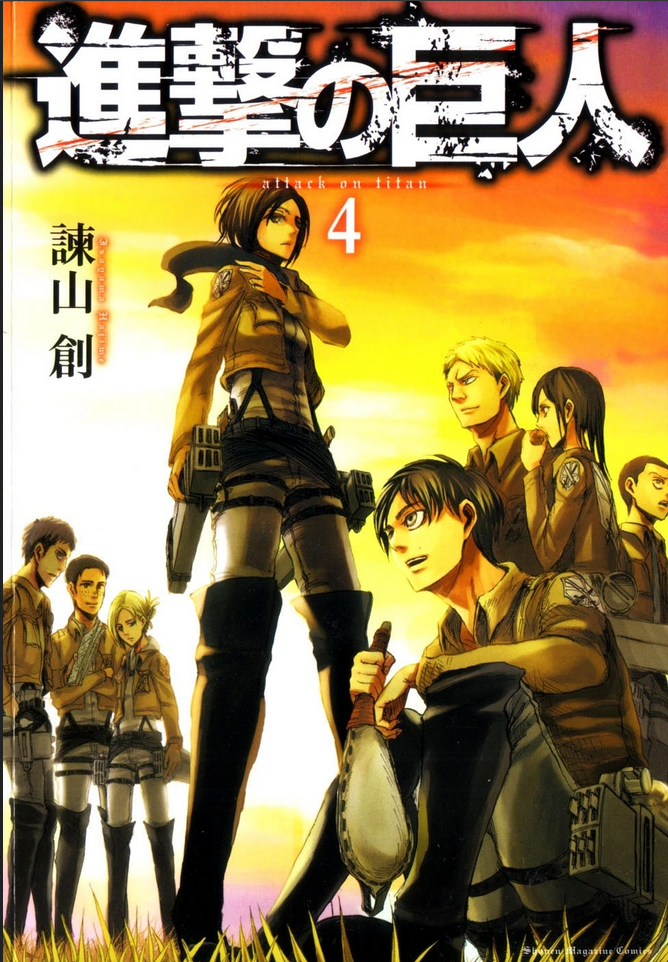 進撃の巨人
attack on titan
4
諫山 創
Isayama Hajime
Shonen Magazine Comics